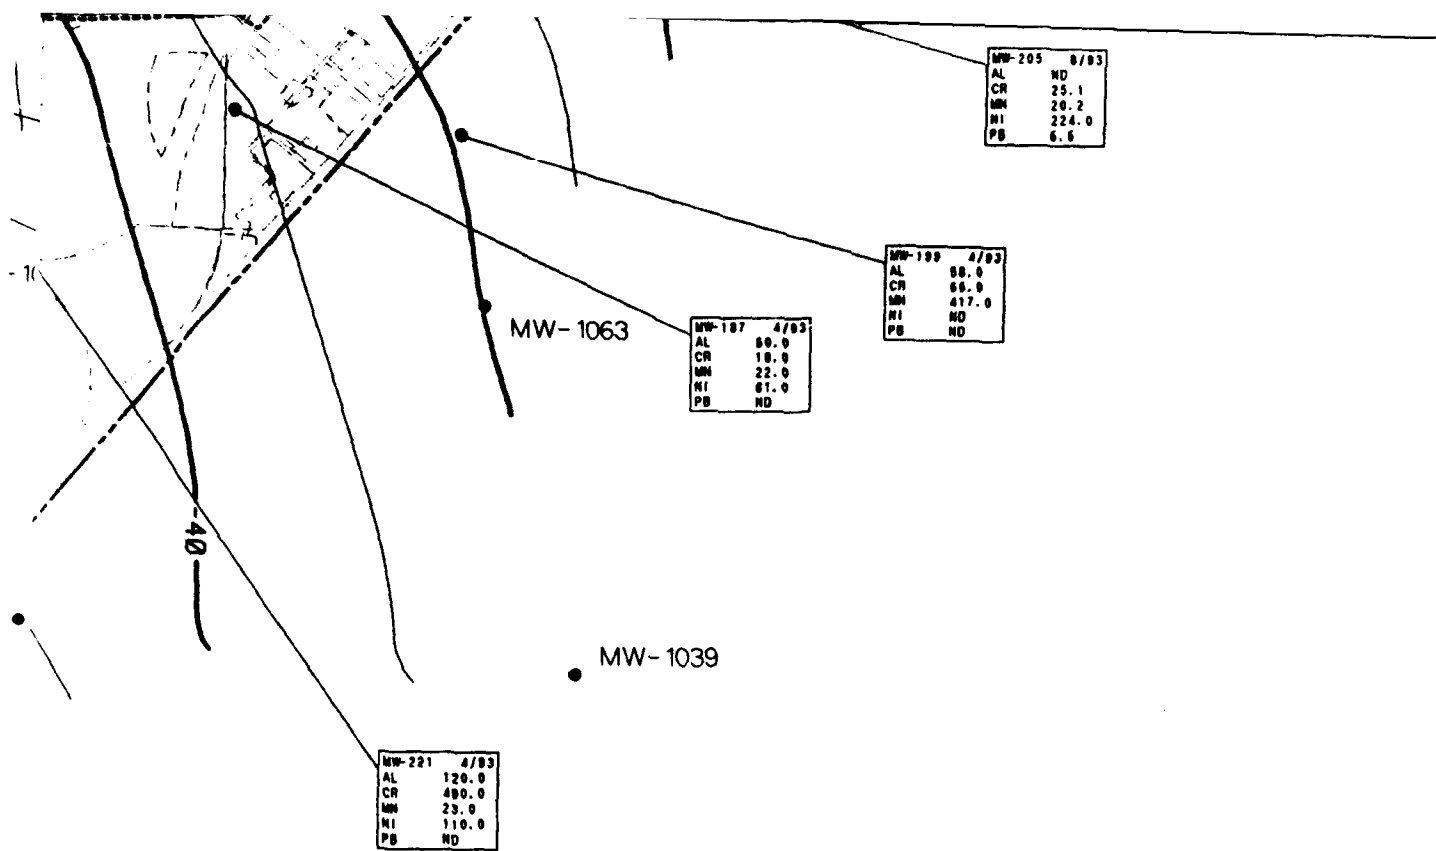 MW-205 8/93
AL ND
CR 25.1
MN 20.2
NI 224.0
PB 6.6
MW-199 4/93
AL 58.0
CR 66.0
MN 417.0
NI ND
PB ND
MW-1063
MW-187 4/93
AL 60.0
CR 18.0
MN 22.0
NI 61.0
PB ND
-40
MW-1039
MW-221 4/93
AL 120.0
CR 490.0
MN 23.0
NI 110.0
PB ND